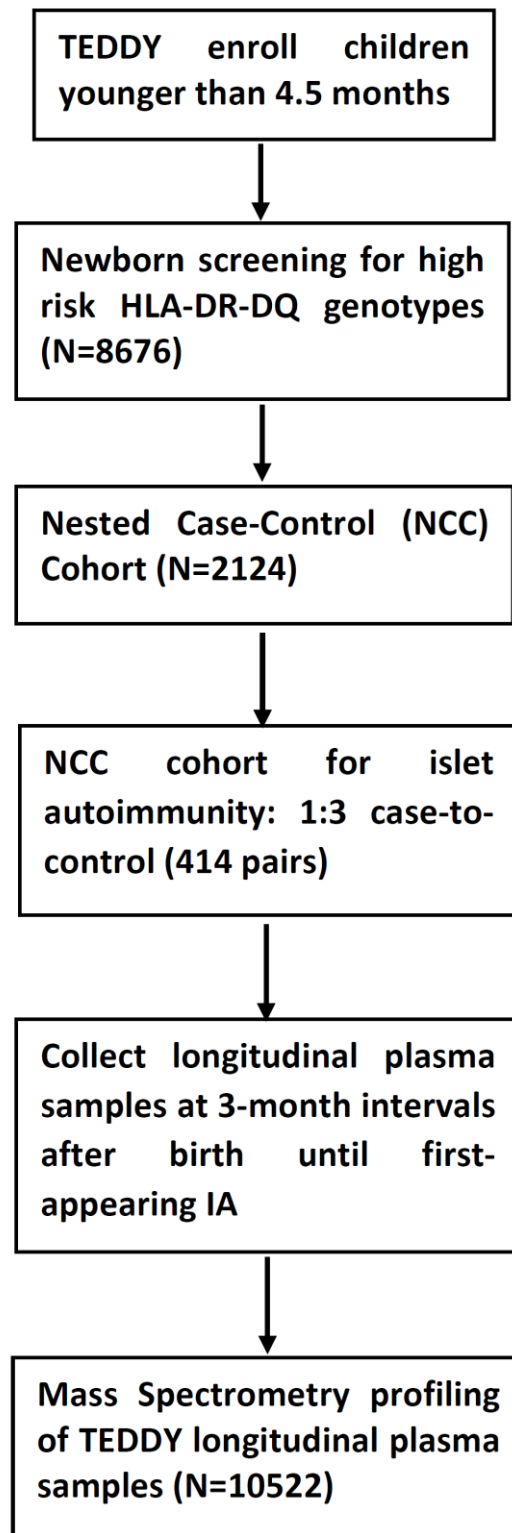 TEDDY enroll children
younger than 4.5 months
Newborn screening for high
risk HLA-DR-DQ genotypes
(N=8676)
Nested Case-Control (NCC)
Cohort (N=2124)
NCC cohort for islet
autoimmunity: 1:3 case-to-
control (414 pairs)
Collect longitudinal plasma
samples at 3-month intervals
after birth until first-
appearing IA
Mass Spectrometry profiling
of TEDDY longitudinal plasma
samples (N=10522)